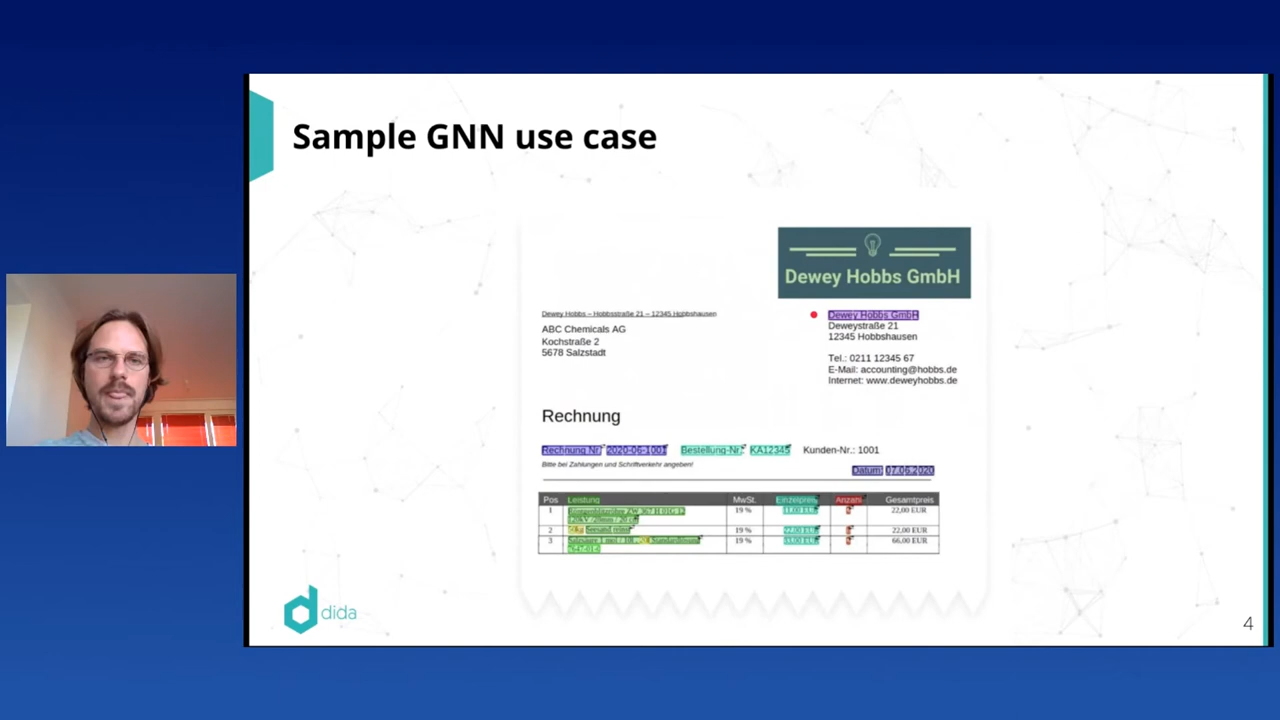 Sample GNN use case
Dewey Hobbs GmbH
Dewey Hobbs – Hobbsstraße 21 – 12345 Hobbshausen
ABC Chemicals AG
Kochstraße 2
5678 Salzstadt
Dewey Hobbs GmbH
Deweystraße 21
12345 Hobbshausen
Tel.: 0211 12345 67
E-Mail: accounting@hobbs.de
Internet: www.deweyhobbs.de
Rechnung
Rechnung Nr. 2020-06-1001 Bestellung-Nr. KA12345 Kunden-Nr.: 1001
Bitte bei Zahlungen und Schriftverkehr angeben!
Datum: 07.06.2020
Pos Leistung MwSt. Einzelpreis Anzahl Gesamtpreis
1 19 % 22,00 EUR
2 19 % 22,00 EUR
3 19 % 66,00 EUR
dida
4